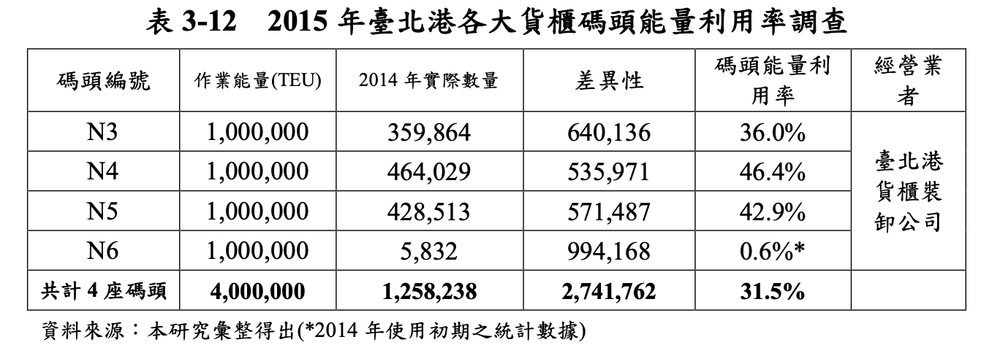 表 3-12　2015 年臺北港各大貨櫃碼頭能量利用率調查
碼頭編號 作業能量(TEU) 2014 年實際數量 差異性 碼頭能量利用率 經營業者
N3 1,000,000 359,864 640,136 36.0% 臺北港貨櫃裝卸公司
N4 1,000,000 464,029 535,971 46.4%
N5 1,000,000 428,513 571,487 42.9%
N6 1,000,000 5,832 994,168 0.6%*
共計 4 座碼頭 4,000,000 1,258,238 2,741,762 31.5%
資料來源：本研究彙整得出(*2014 年使用初期之統計數據)